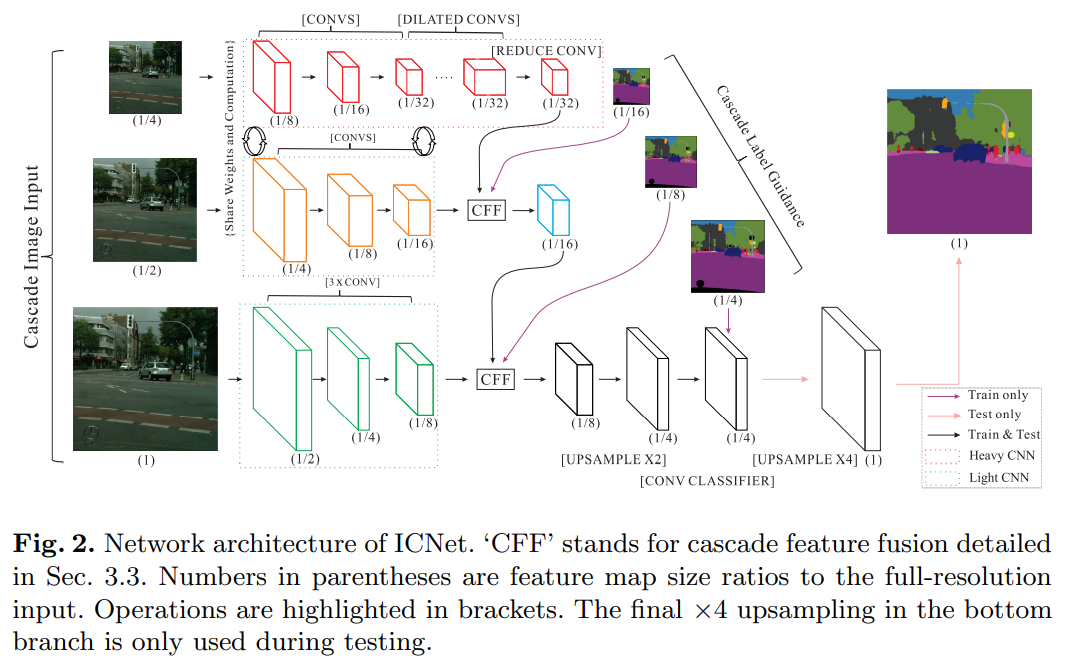 [CONVS]
[DILATED CONVS]
[REDUCE CONV]
(1/4)
(1/8)
(1/16)
(1/32)
(1/32)
(1/32)
(1/16)
Cascade Image Input
{Share Weights and Computation}
Cascade Label Guidance
[CONVS]
(1/2)
(1/4)
(1/8)
(1/16)
CFF
(1/16)
(1/8)
(1/4)
(1)
[3 X CONV]
(1)
(1/2)
(1/4)
(1/8)
CFF
(1/8)
(1/4)
(1/4)
(1)
[UPSAMPLE X2]
[UPSAMPLE X4]
[CONV CLASSIFIER]
Train only
Test only
Train & Test
Heavy CNN
Light CNN
Fig. 2. Network architecture of ICNet. ‘CFF’ stands for cascade feature fusion detailed
in Sec. 3.3. Numbers in parentheses are feature map size ratios to the full-resolution
input. Operations are highlighted in brackets. The final ×4 upsampling in the bottom
branch is only used during testing.